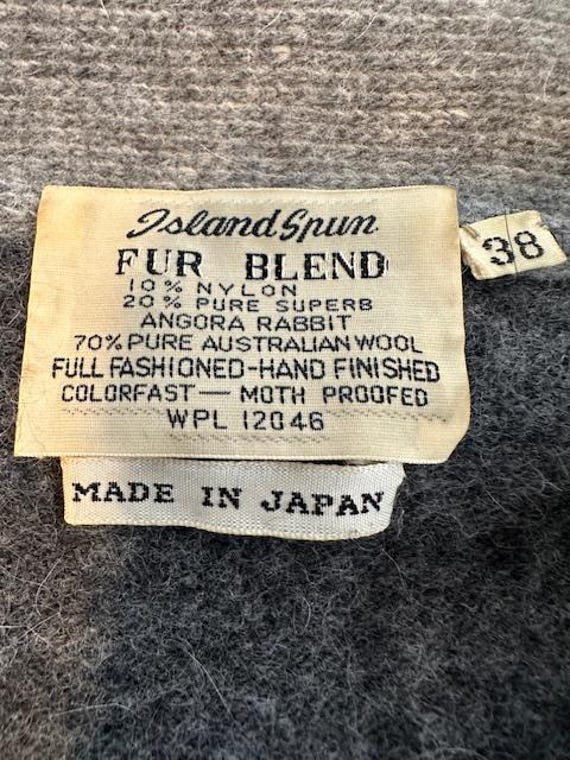 Island Spun
FUR BLEND
10% NYLON
20% PURE SUPERB
ANGORA RABBIT
70% PURE AUSTRALIAN WOOL
FULL FASHIONED-HAND FINISHED
COLORFAST — MOTH PROOFED
WPL 12046
38
MADE IN JAPAN